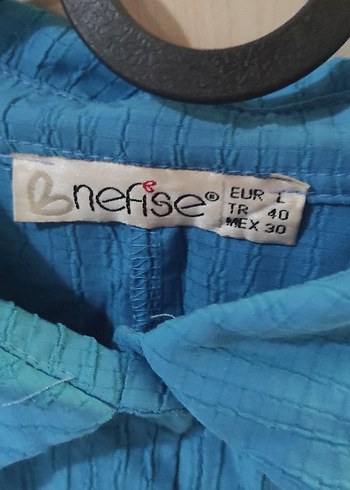 nefise®
EUR L
TR 40
MEX 30